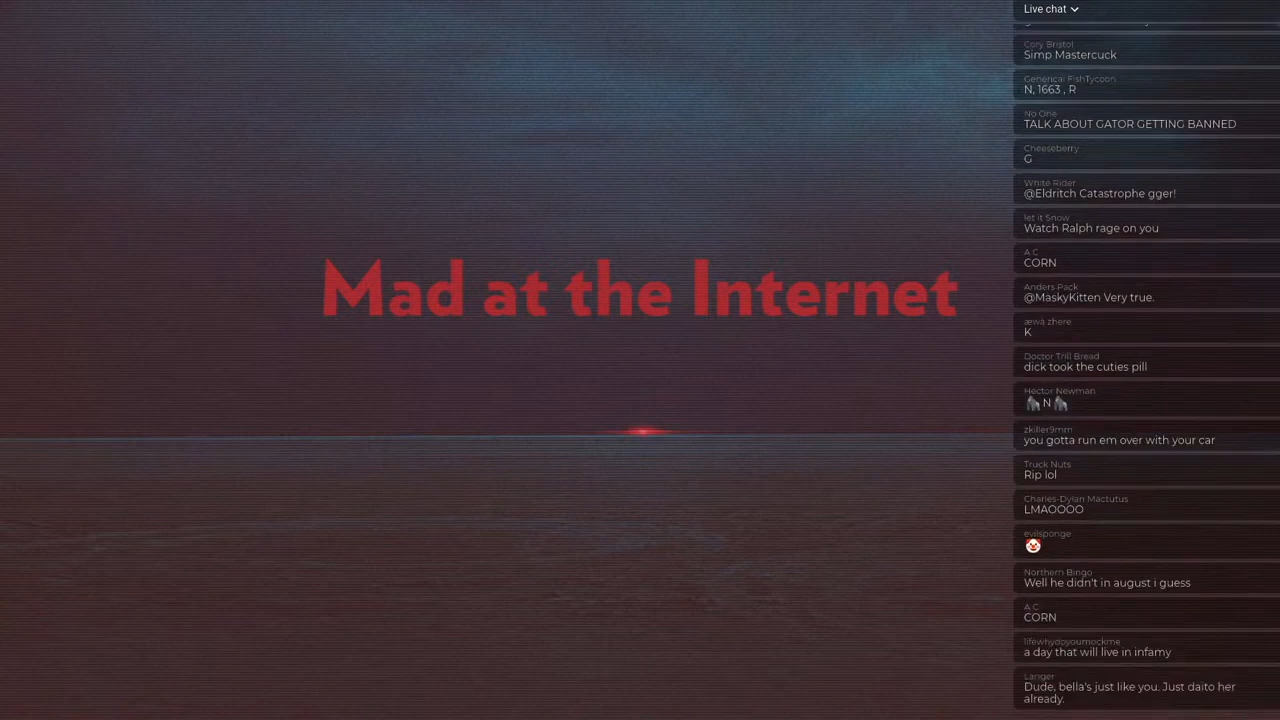 Live chat
Mad at the Internet
Cory Bristol
Simp Mastercuck
Generical FishTycoon
N, 1663 , R
No One
TALK ABOUT GATOR GETTING BANNED
Cheeseberry
G
White Rider
@Eldritch Catastrophe gger!
let it Snow
Watch Ralph rage on you
A.C
CORN
Anders Pack
@MaskyKitten Very true.
æwà zhere
K
Doctor Trill Bread
dick took the cuties pill
Hector Newman
N
zkiller9mm
you gotta run em over with your car
Truck Nuts
Rip lol
Charles-Dylan Mactutus
LMAOOOO
evilsponge
Northern Bingo
Well he didn't in august i guess
A.C
CORN
lifewhydoyoumockme
a day that will live in infamy
Langer
Dude, bella's just like you. Just daito her
already.